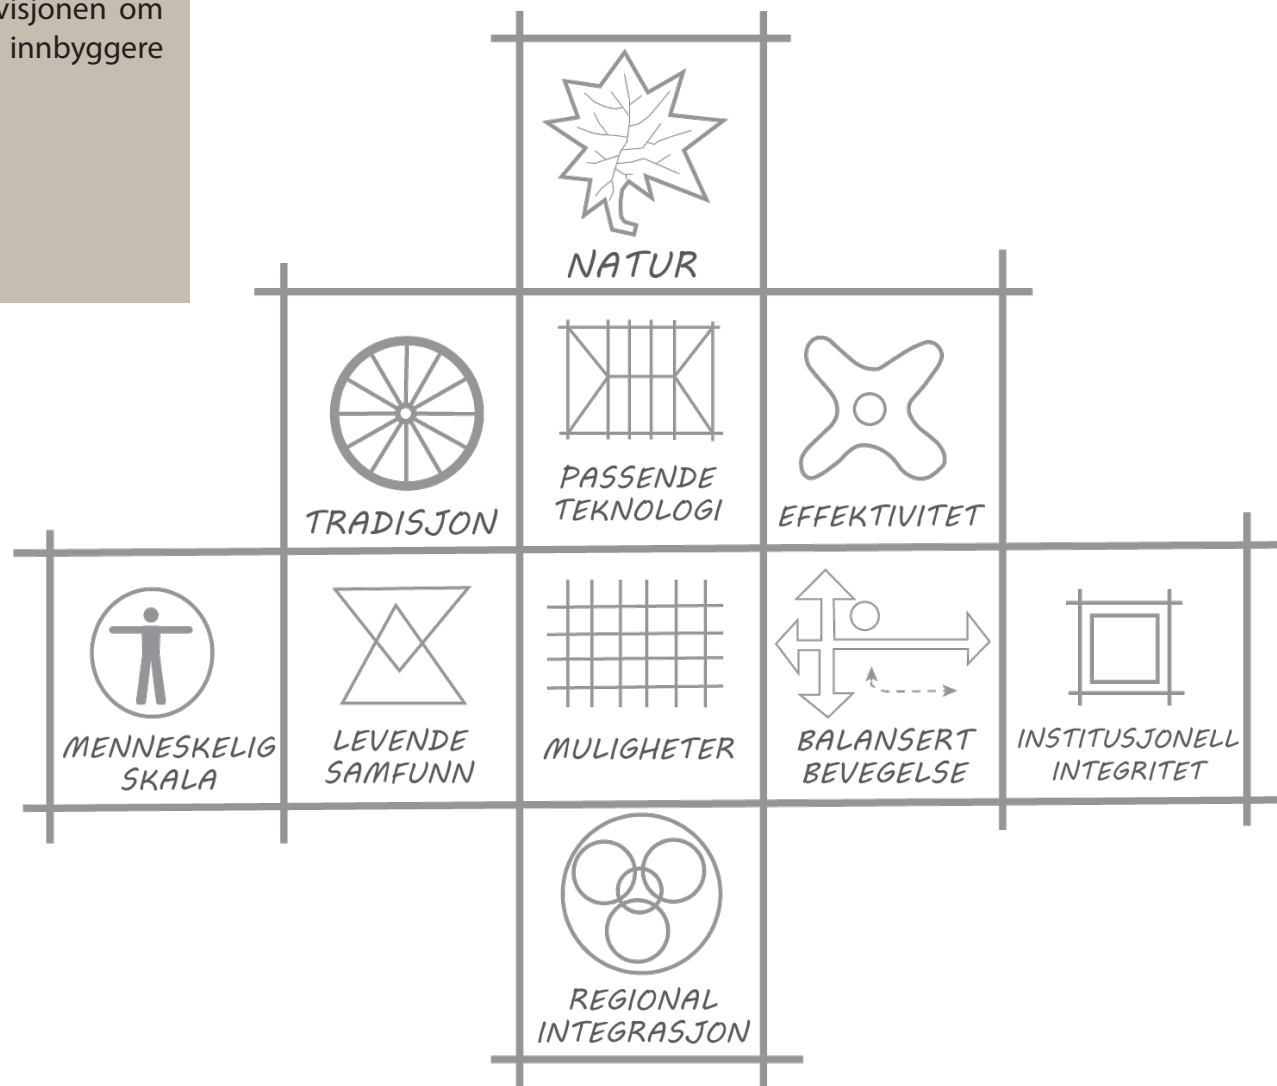 visjonen om
innbyggere
NATUR
TRADISJON
PASSENDE
TEKNOLOGI
EFFEKTIVITET
MENNESKELIG
SKALA
LEVENDE
SAMFUNN
MULIGHETER
BALANSERT
BEVEGELSE
INSTITUSJONELL
INTEGRITET
REGIONAL
INTEGRASJON